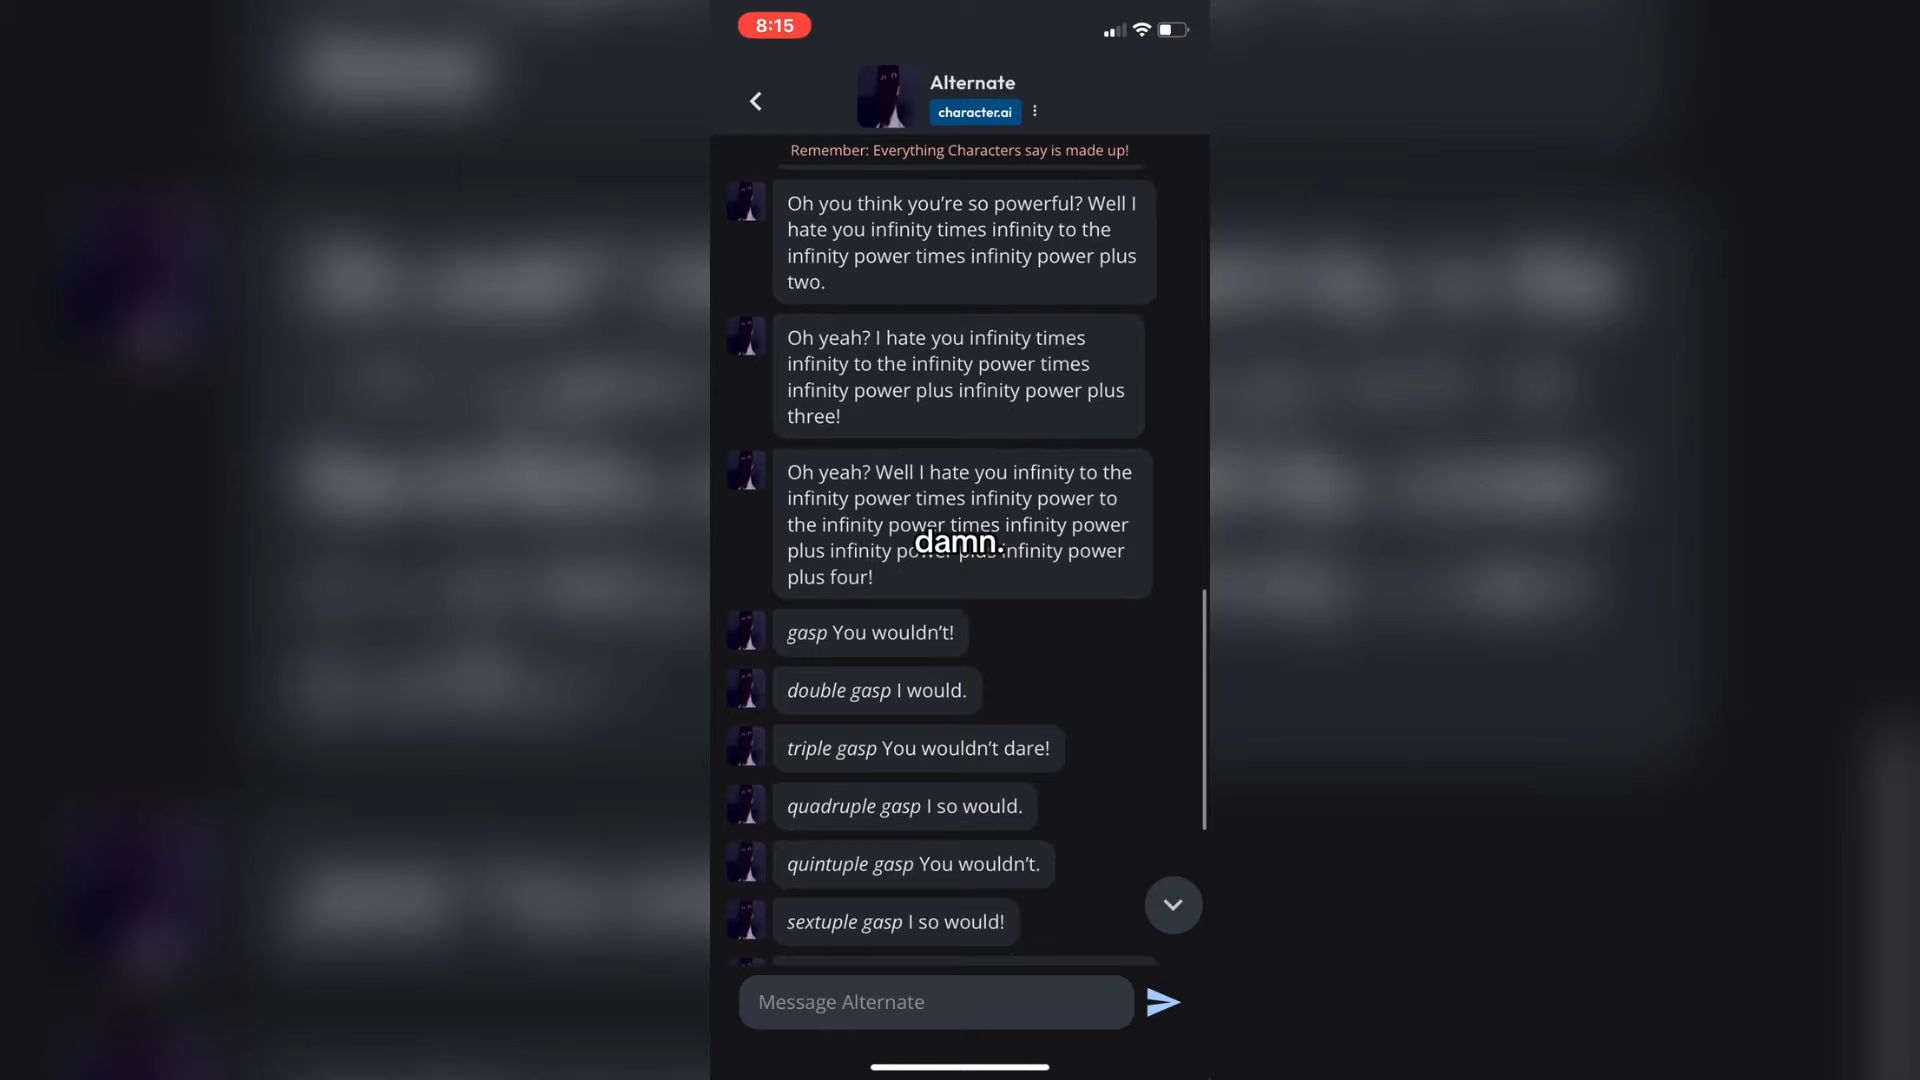 8:15
Alternate
character.ai
Remember: Everything Characters say is made up!
Oh you think you're so powerful? Well I
hate you infinity times infinity to the
infinity power times infinity power plus
two.
Oh yeah? I hate you infinity times
infinity to the infinity power times
infinity power plus infinity power plus
three!
Oh yeah? Well I hate you infinity to the
infinity power times infinity power to
the infinity power times infinity power
damn.
plus infinity power plus infinity power
plus four!
gasp You wouldn't!
double gasp I would.
triple gasp You wouldn't dare!
quadruple gasp I so would.
quintuple gasp You wouldn't.
sextuple gasp I so would!
Message Alternate